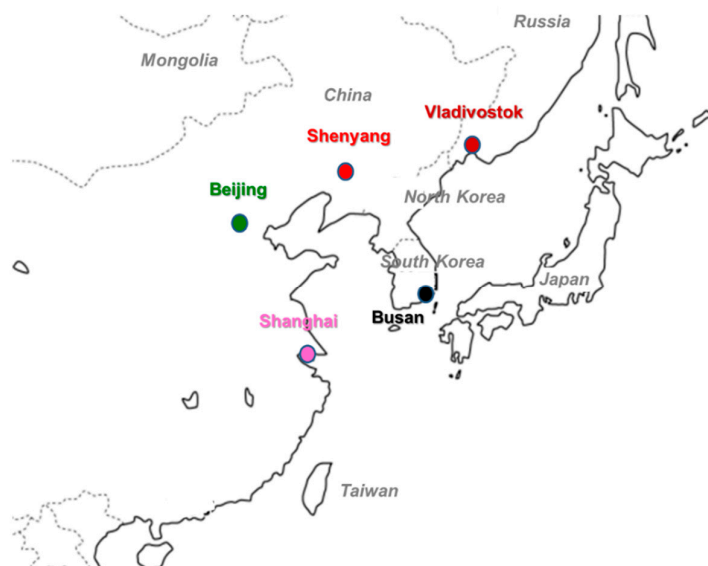 Russia
Mongolia
China
Vladivostok
Shenyang
Beijing
North Korea
South Korea
Japan
Busan
Shanghai
Taiwan